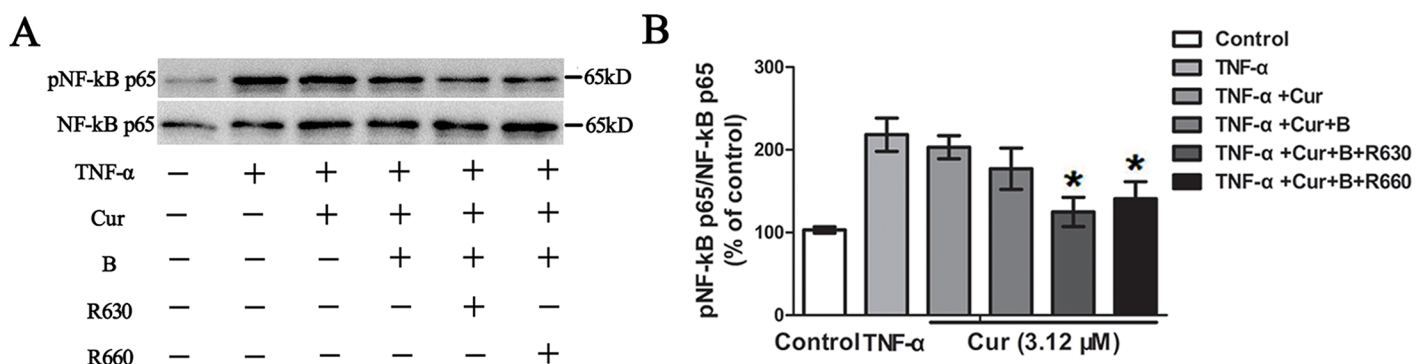 A
pNF-kB p65
65kD
NF-kB p65
65kD
TNF-α − + + + + +
Cur − − + + + +
B − − − + + +
R630 − − − − + −
R660 − − − − − +
B
pNF-kB p65/NF-kB p65
(% of control)
300
200
100
0
* *
Control TNF-α Cur (3.12 μM)
Control
TNF-α
TNF-α +Cur
TNF-α +Cur+B
TNF-α +Cur+B+R630
TNF-α +Cur+B+R660